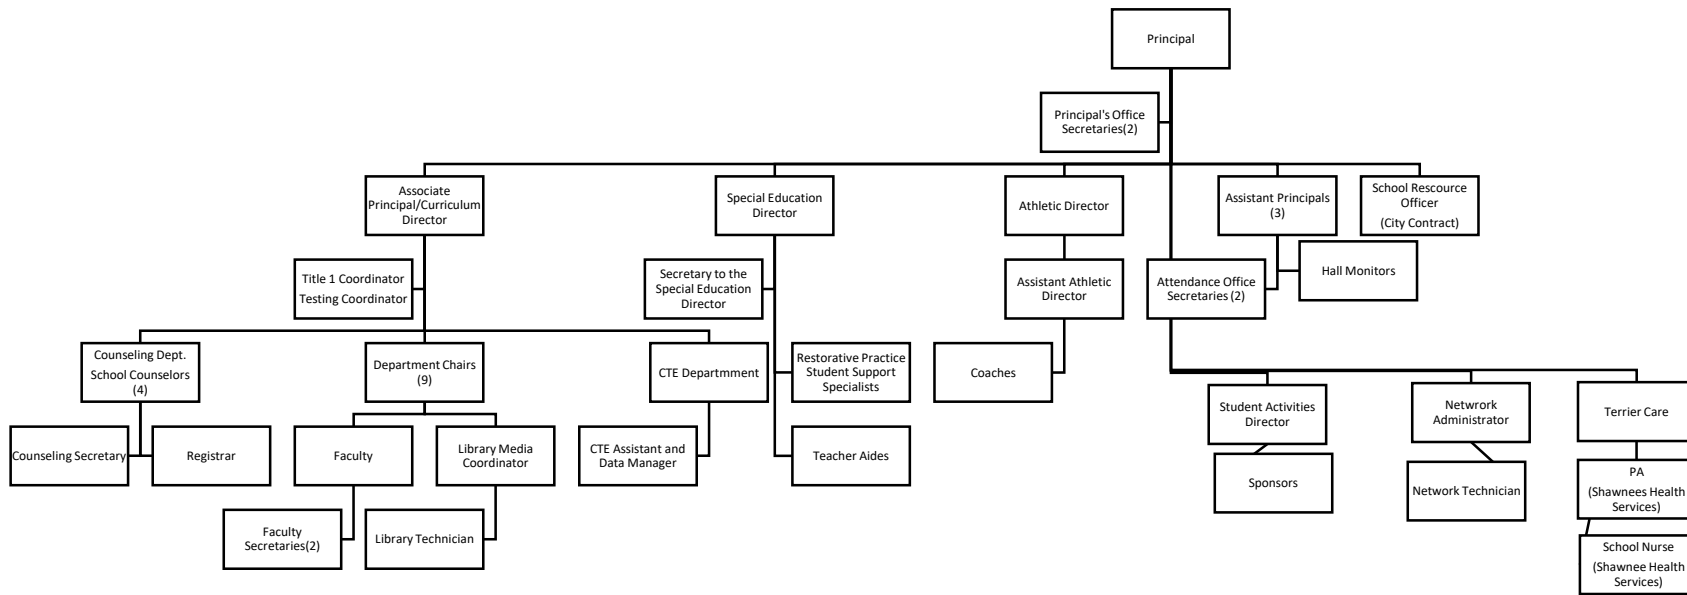 Principal
Principal's Office
Secretaries(2)
Associate
Principal/Curriculum
Director
Special Education
Director
Athletic Director
Assistant Principals
(3)
School Rescource
Officer
(City Contract)
Title 1 Coordinator
Testing Coordinator
Secretary to the
Special Education
Director
Assistant Athletic
Director
Attendance Office
Secretaries (2)
Hall Monitors
Counseling Dept.
School Counselors
(4)
Department Chairs
(9)
CTE Departmment
Restorative Practice
Student Support
Specialists
Coaches
Student Activities
Director
Netwrork
Administrator
Terrier Care
Counseling Secretary
Registrar
Faculty
Library Media
Coordinator
CTE Assistant and
Data Manager
Teacher Aides
Sponsors
Network Technician
PA
(Shawnees Health
Services)
Faculty
Secretaries(2)
Library Technician
School Nurse
(Shawnee Health
Services)